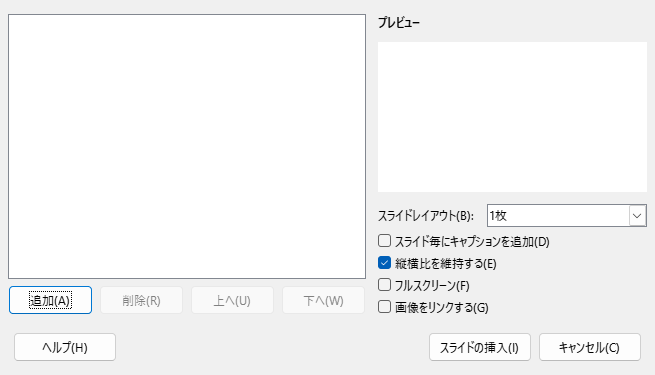 プレビュー
スライドレイアウト(B):
1枚
スライド毎にキャプションを追加(D)
縦横比を維持する(E)
フルスクリーン(F)
画像をリンクする(G)
追加(A)
削除(R)
上へ(U)
下へ(W)
ヘルプ(H)
スライドの挿入(I)
キャンセル(C)